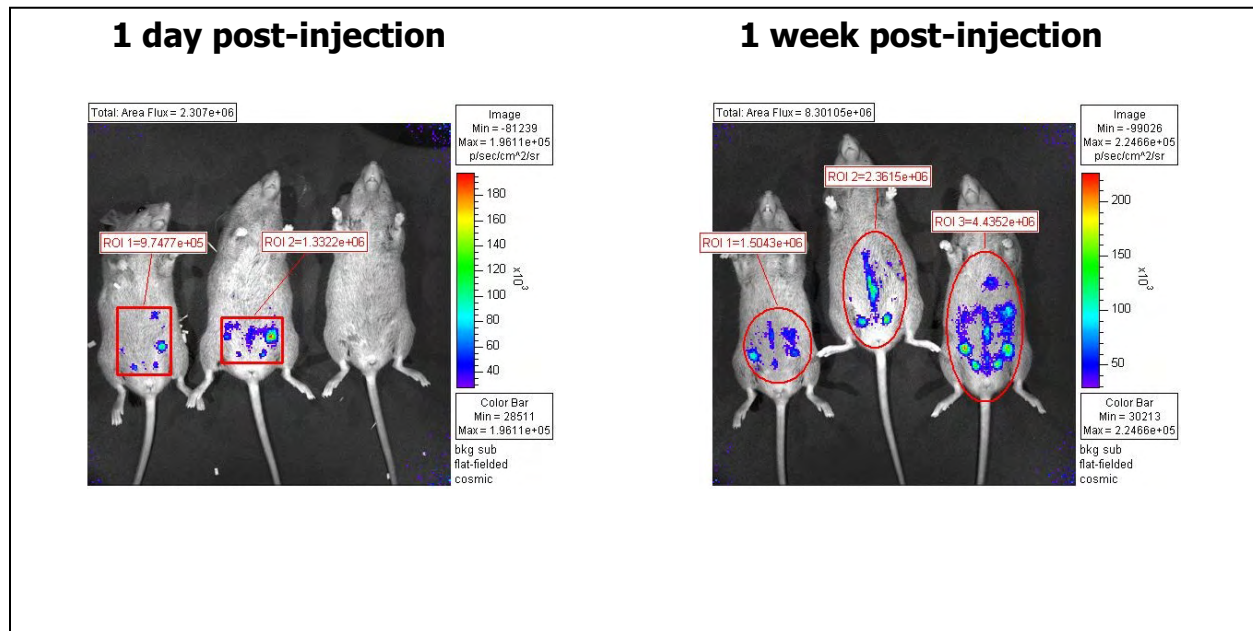 1 day post-injection
Total: Area Flux = 2.307e+06
ROI 1=9.7477e+05
ROI 2=1.3322e+06
Image
Min = -81239
Max = 1.9611e+05
p/sec/cm^2/sr
180
160
140
120
100
80
60
40
x10³
Color Bar
Min = 28511
Max = 1.9611e+05
bkg sub
flat-fielded
cosmic
1 week post-injection
Total: Area Flux = 8.30105e+06
ROI 2=2.3615e+06
ROI 3=4.4352e+06
ROI 1=1.5043e+06
Image
Min = -99026
Max = 2.2466e+05
p/sec/cm^2/sr
200
150
100
50
x10³
Color Bar
Min = 30213
Max = 2.2466e+05
bkg sub
flat-fielded
cosmic